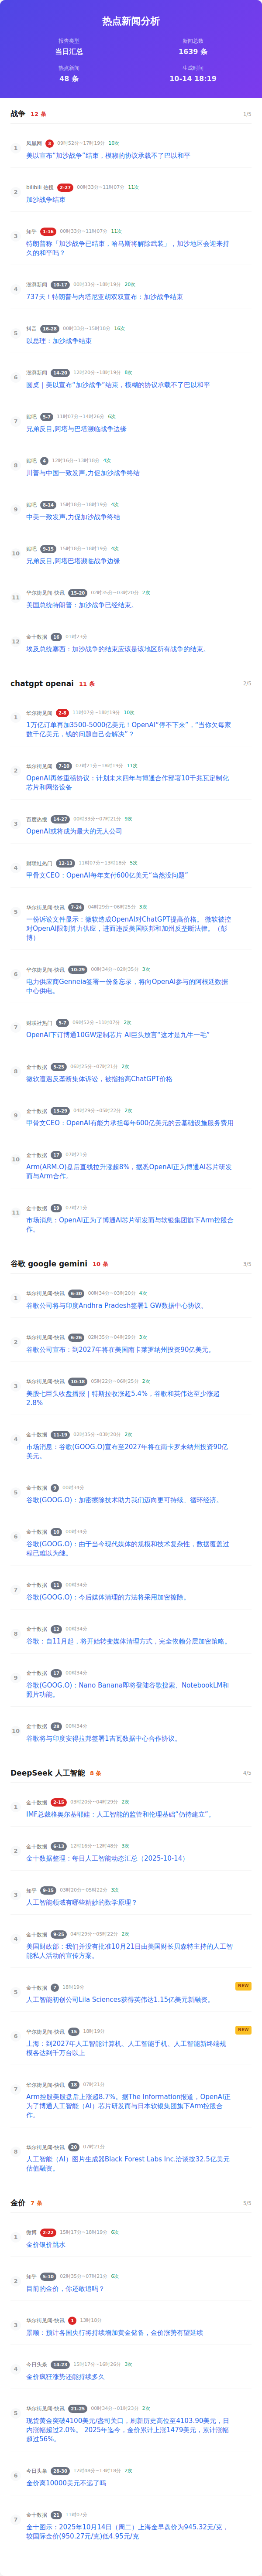 热点新闻分析
报告类型
新闻总数
当日汇总
1639 条
热点新闻
生成时间
48 条
10-14 18:19
战争 12 条
1/5
1
凤凰网 3 09时52分~17时19分 10次
美以宣布“加沙战争”结束，模糊的协议承载不了巴以和平
2
bilibili 热搜 2-27 00时33分~11时07分 11次
加沙战争结束
3
知乎 1-16 00时33分~11时07分 11次
特朗普称「加沙战争已结束，哈马斯将解除武装」，加沙地区会迎来持
久的和平吗？
4
澎湃新闻 10-17 00时33分~18时19分 20次
737天！特朗普与内塔尼亚胡双双宣布：加沙战争结束
5
抖音 16-28 00时33分~15时18分 16次
以总理：加沙战争结束
6
澎湃新闻 14-20 12时20分~18时19分 8次
圆桌｜美以宣布“加沙战争”结束，模糊的协议承载不了巴以和平
7
贴吧 5-7 11时07分~14时26分 6次
兄弟反目,阿塔与巴塔濒临战争边缘
8
贴吧 4 12时16分~13时18分 4次
川普与中国一致发声,力促加沙战争终结
9
贴吧 8-14 15时18分~18时19分 4次
中美一致发声,力促加沙战争终结
10
贴吧 9-15 15时18分~18时19分 4次
兄弟反目,阿塔与巴塔濒临战争边缘
11
华尔街见闻-快讯 15-20 02时35分~03时20分 2次
美国总统特朗普：加沙战争已经结束。
12
金十数据 16 01时23分
埃及总统塞西：加沙战争的结束应该是该地区所有战争的结束。
chatgpt openai 11 条
2/5
1
华尔街见闻 2-8 11时07分~18时19分 10次
1万亿订单再加3500-5000亿美元！OpenAI“停不下来”，“当你欠每家
数千亿美元，钱的问题自己会解决”？
2
华尔街见闻 7-10 07时21分~18时19分 11次
OpenAI再签重磅协议：计划未来四年与博通合作部署10千兆瓦定制化
芯片和网络设备
3
百度热搜 14-27 00时33分~07时21分 9次
OpenAI或将成为最大的无人公司
4
财联社热门 12-13 11时07分~17时18分 5次
甲骨文CEO：OpenAI每年支付600亿美元“当然没问题”
5
华尔街见闻-快讯 7-24 04时29分~06时25分 3次
一份诉讼文件显示：微软造成OpenAI对ChatGPT提高价格。 微软被控
对OpenAI限制算力供应，进而违反美国联邦和加州反垄断法律。（彭
博）
6
华尔街见闻-快讯 10-29 00时34分~02时35分 3次
电力供应商Genneia签署一份备忘录，将向OpenAI参与的阿根廷数据
中心供电。
7
财联社热门 5-7 09时52分~11时07分 2次
OpenAI下订博通10GW定制芯片 AI巨头放言“这才是九牛一毛”
8
金十数据 5-25 06时25分~07时21分 2次
微软遭遇反垄断集体诉讼，被指抬高ChatGPT价格
9
金十数据 13-29 04时29分~05时22分 2次
甲骨文CEO：OpenAI有能力承担每年600亿美元的云基础设施服务费用
10
金十数据 17 07时21分
Arm(ARM.O)盘后直线拉升涨超8%，据悉OpenAI正为博通AI芯片研发
而与Arm合作。
11
金十数据 19 07时21分
市场消息：OpenAI正为了博通AI芯片研发而与软银集团旗下Arm控股合
作。
谷歌 google gemini 10 条
3/5
1
华尔街见闻-快讯 6-30 00时34分~03时20分 4次
谷歌公司将与印度Andhra Pradesh签署1 GW数据中心协议。
2
华尔街见闻-快讯 6-26 02时35分~04时29分 3次
谷歌公司宣布：到2027年将在美国南卡莱罗纳州投资90亿美元。
3
华尔街见闻-快讯 10-18 05时22分~06时25分 2次
美股七巨头收盘播报｜特斯拉收涨超5.4%，谷歌和英伟达至少涨超
2.8%
4
金十数据 11-19 02时35分~03时20分 2次
市场消息：谷歌(GOOG.O)宣布至2027年将在南卡罗来纳州投资90亿
美元。
5
金十数据 9 00时34分
谷歌(GOOG.O)：加密擦除技术助力我们迈向更可持续、循环经济。
6
金十数据 10 00时34分
谷歌(GOOG.O)：由于当今现代媒体的规模和技术复杂性，数据覆盖过
程已难以为继。
7
金十数据 11 00时34分
谷歌(GOOG.O)：今后媒体清理的方法将采用加密擦除。
8
金十数据 12 00时34分
谷歌：自11月起，将开始转变媒体清理方式，完全依赖分层加密策略。
9
金十数据 17 00时34分
谷歌(GOOG.O)：Nano Banana即将登陆谷歌搜索、NotebookLM和
照片功能。
10
金十数据 28 00时34分
谷歌将与印度安得拉邦签署1吉瓦数据中心合作协议。
DeepSeek 人工智能 8 条
4/5
1
金十数据 2-15 03时20分~04时29分 2次
IMF总裁格奥尔基耶娃：人工智能的监管和伦理基础“仍待建立”。
2
金十数据 6-13 12时16分~12时48分 3次
金十数据整理：每日人工智能动态汇总（2025-10-14）
3
知乎 9-15 03时20分~05时22分 3次
人工智能领域有哪些精妙的数学原理？
4
金十数据 9-25 04时29分~05时22分 2次
美国财政部：我们并没有批准10月21日由美国财长贝森特主持的人工智
能私人活动的宣传方案。
5
金十数据 7 18时19分
NEW
人工智能初创公司Lila Sciences获得英伟达1.15亿美元新融资。
6
华尔街见闻-快讯 15 18时19分
NEW
上海：到2027年人工智能计算机、人工智能手机、人工智能新终端规
模各达到千万台以上
7
华尔街见闻-快讯 18 07时21分
Arm控股美股盘后上涨超8.7%。据The Information报道，OpenAI正
为了博通人工智能（AI）芯片研发而与日本软银集团旗下Arm控股合
作。
8
华尔街见闻-快讯 20 07时21分
人工智能（AI）图片生成器Black Forest Labs Inc.洽谈按32.5亿美元
估值融资。
金价 7 条
5/5
1
微博 2-22 15时17分~18时19分 6次
金价银价跳水
2
知乎 5-10 02时35分~07时21分 6次
目前的金价，你还敢追吗？
3
华尔街见闻-快讯 1 13时18分
景顺：预计各国央行将持续增加黄金储备，金价涨势有望延续
4
今日头条 14-23 15时17分~16时26分 3次
金价疯狂涨势还能持续多久
5
华尔街见闻-快讯 21-25 00时34分~01时23分 2次
现货黄金突破4100美元/盎司关口，刷新历史高位至4103.90美元，日
内涨幅超过2.0%。 2025年迄今，金价累计上涨1479美元，累计涨幅
超过56%。
6
今日头条 28-30 12时48分~13时18分 2次
金价离10000美元不远了吗
7
金十数据 21 11时07分
金十图示：2025年10月14日（周二）上海金早盘价为945.32元/克，
较国际金价(950.27元/克)低4.95元/克